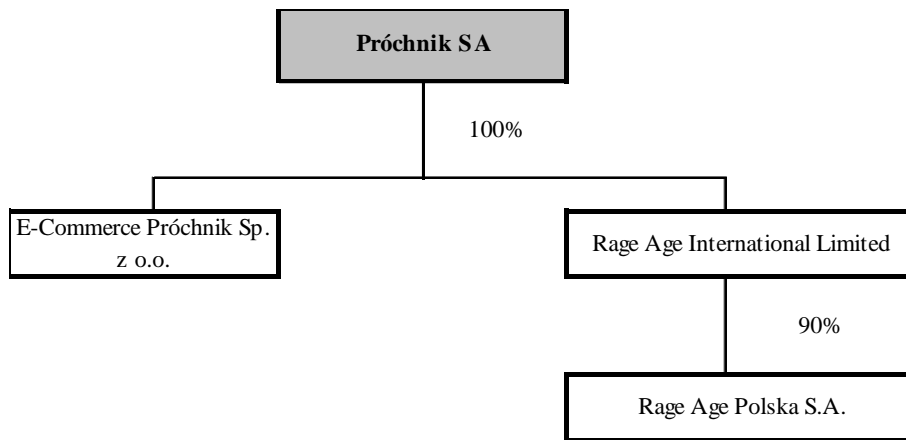 Próchnik SA
100%
E-Commerce Próchnik Sp.
z o.o.
Rage Age International Limited
90%
Rage Age Polska S.A.